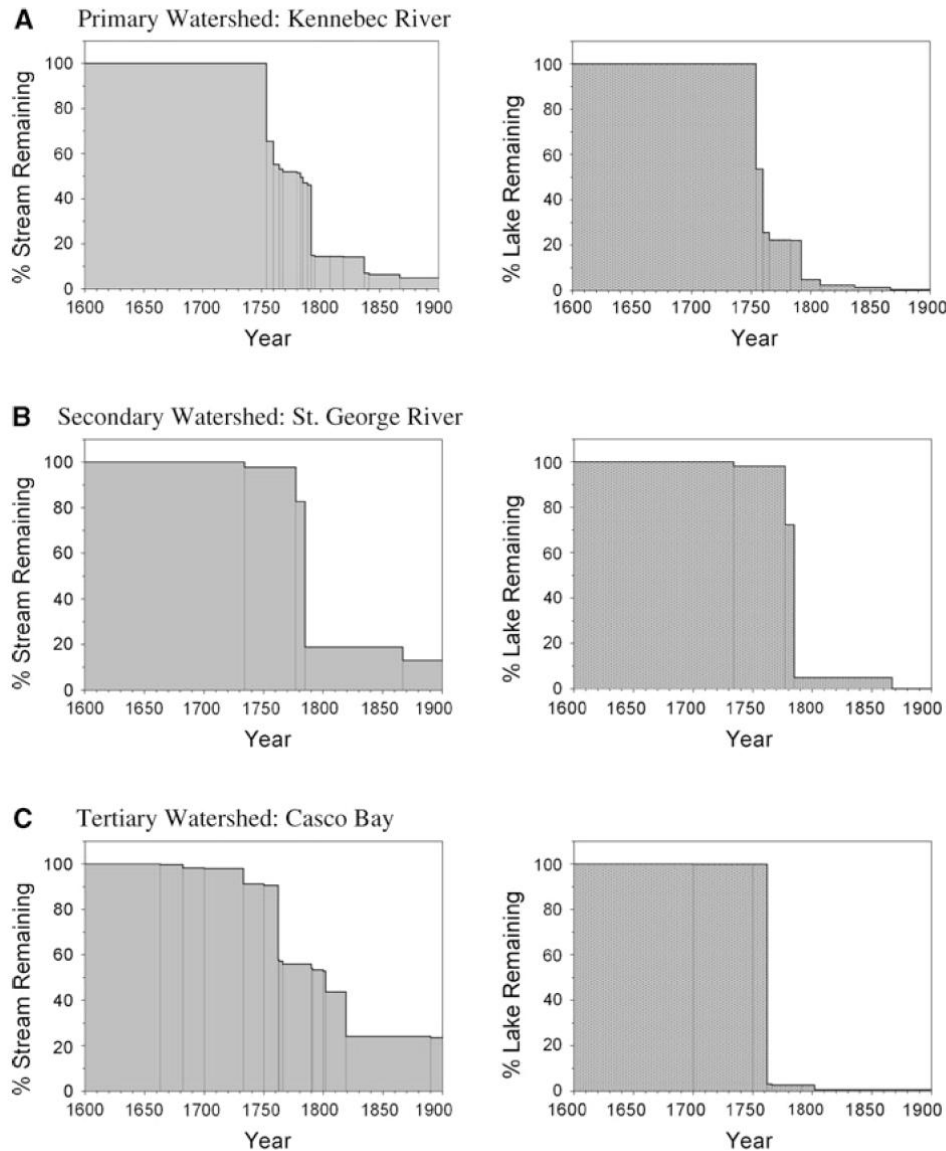 A Primary Watershed: Kennebec River
% Stream Remaining
100
80
60
40
20
0
1600 1650 1700 1750 1800 1850 1900
Year
% Lake Remaining
100
80
60
40
20
0
1600 1650 1700 1750 1800 1850 1900
Year
B Secondary Watershed: St. George River
% Stream Remaining
100
80
60
40
20
0
1600 1650 1700 1750 1800 1850 1900
Year
% Lake Remaining
100
80
60
40
20
0
1600 1650 1700 1750 1800 1850 1900
Year
C Tertiary Watershed: Casco Bay
% Stream Remaining
100
80
60
40
20
0
1600 1650 1700 1750 1800 1850 1900
Year
% Lake Remaining
100
80
60
40
20
0
1600 1650 1700 1750 1800 1850 1900
Year